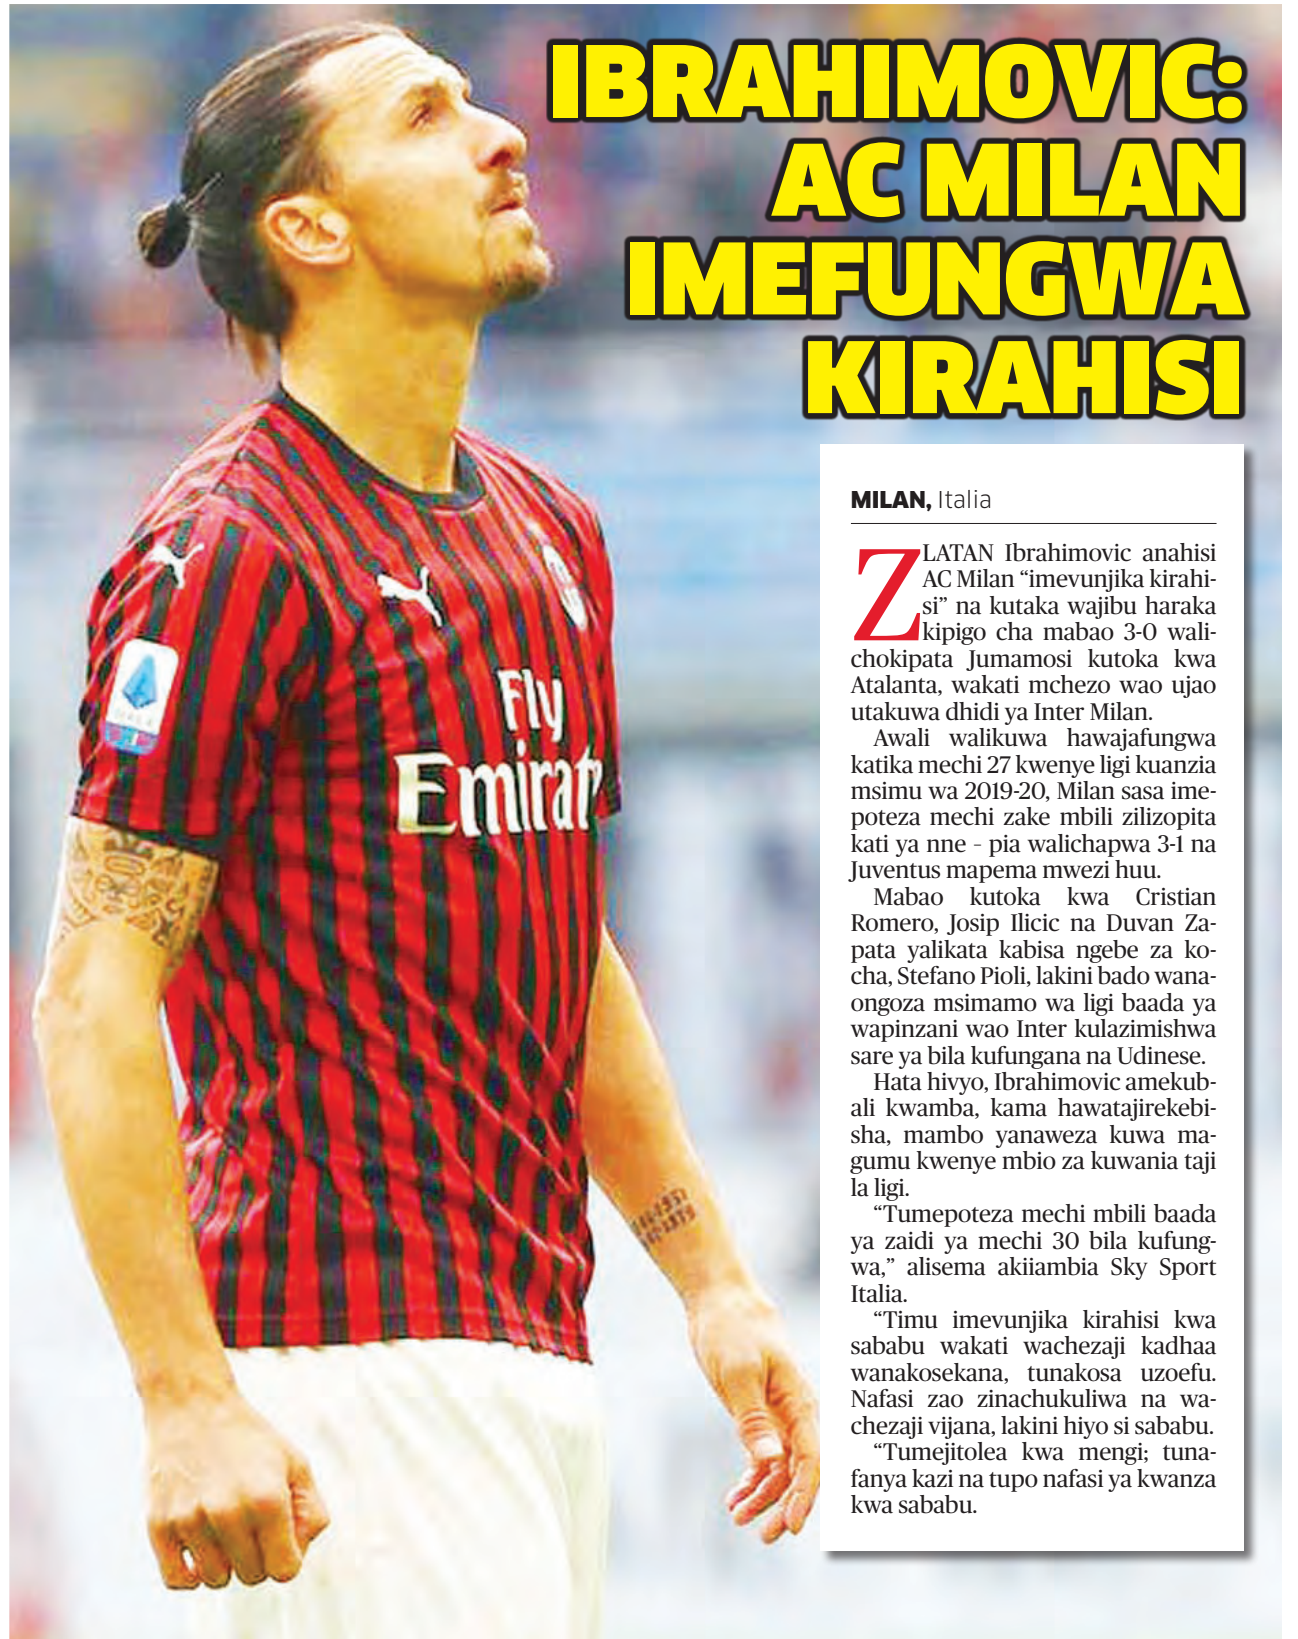 IBRAHIMOVIC:
AC MILAN
IMEFUNGWA
KIRAHISI
MILAN, Italia
ZLATAN Ibrahimovic anahisi
AC Milan “imevunjika kirahi-
si” na kutaka wajibu haraka
kipigo cha mabao 3-0 wali-
chokipata Jumamosi kutoka kwa
Atalanta, wakati mchezo wao ujao
utakuwa dhidi ya Inter Milan.
Awali walikuwa hawajafungwa
katika mechi 27 kwenye ligi kuanzia
msimu wa 2019-20, Milan sasa ime-
poteza mechi zake mbili zilizopita
kati ya nne - pia walichapwa 3-1 na
Juventus mapema mwezi huu.
Mabao kutoka kwa Cristian
Romero, Josip Ilicic na Duvan Za-
pata yalikata kabisa ngebe za ko-
cha, Stefano Pioli, lakini bado wana-
ongoza msimamo wa ligi baada ya
wapinzani wao Inter kulazimishwa
sare ya bila kufungana na Udinese.
Hata hivyo, Ibrahimovic amekub-
ali kwamba, kama hawatajirekebi-
sha, mambo yanaweza kuwa ma-
gumu kwenye mbio za kuwania taji
la ligi.
“Tumepoteza mechi mbili baada
ya zaidi ya mechi 30 bila kufung-
wa,” alisema akiiambia Sky Sport
Italia.
“Timu imevunjika kirahisi kwa
sababu wakati wachezaji kadhaa
wanakosekana, tunakosa uzoefu.
Nafasi zao zinachukuliwa na wa-
chezaji vijana, lakini hiyo si sababu.
“Tumejitolea kwa mengi; tuna-
fanya kazi na tupo nafasi ya kwanza
kwa sababu.
Fly
Emirat